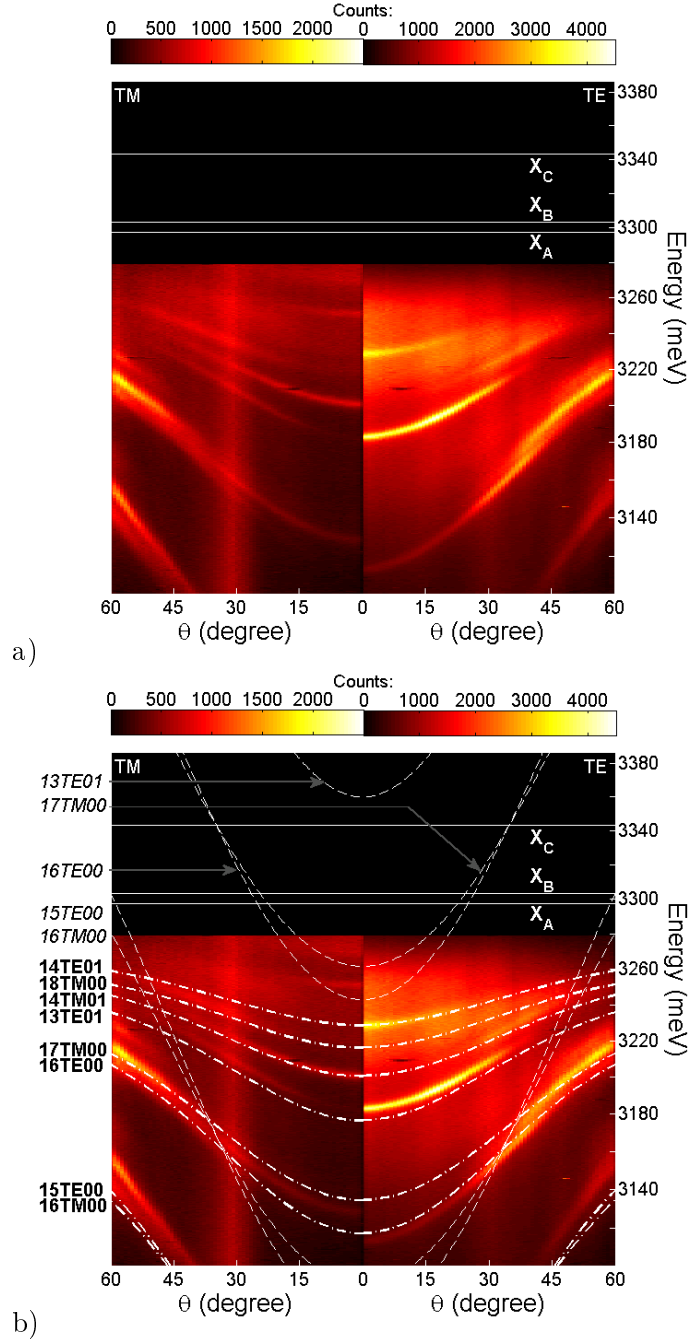 Counts:
0 500 1000 1500 2000 0 1000 2000 3000 4000
TM TE
3380
3340
X_C
X_B
3300
X_A
3260
3220
3180
3140
Energy (meV)
60 45 30 15 0 15 30 45 60
θ (degree) θ (degree)
a)
Counts:
0 500 1000 1500 2000 0 1000 2000 3000 4000
TM TE
3380
13TE01
17TM00
3340
X_C
16TE00
X_B
3300
15TE00
X_A
16TM00
14TE01
3260
18TM00
14TM01
13TE01
3220
17TM00
16TE00
3180
15TE00
3140
16TM00
Energy (meV)
60 45 30 15 0 15 30 45 60
θ (degree) θ (degree)
b)